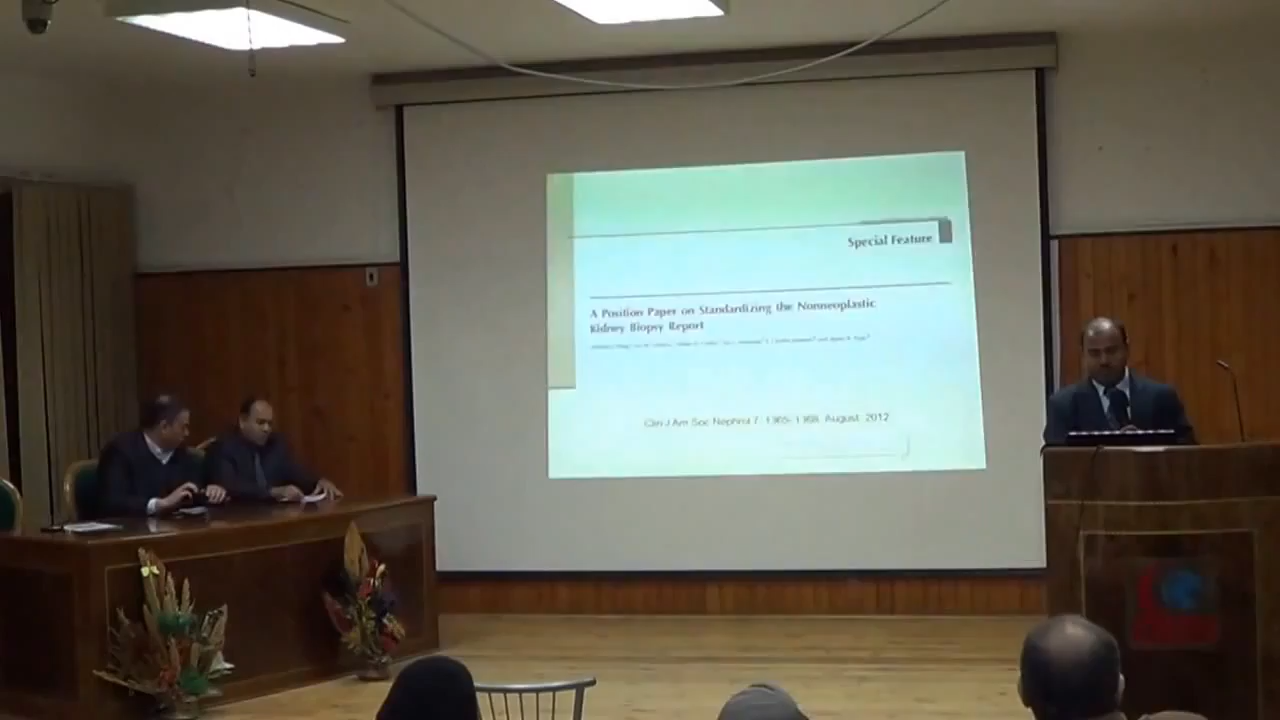 Special Feature
A Position Paper on Standardizing the Nonneoplastic
Kidney Biopsy Report
Clin J Am Soc Nephrol 7: 1365-1368, August, 2012